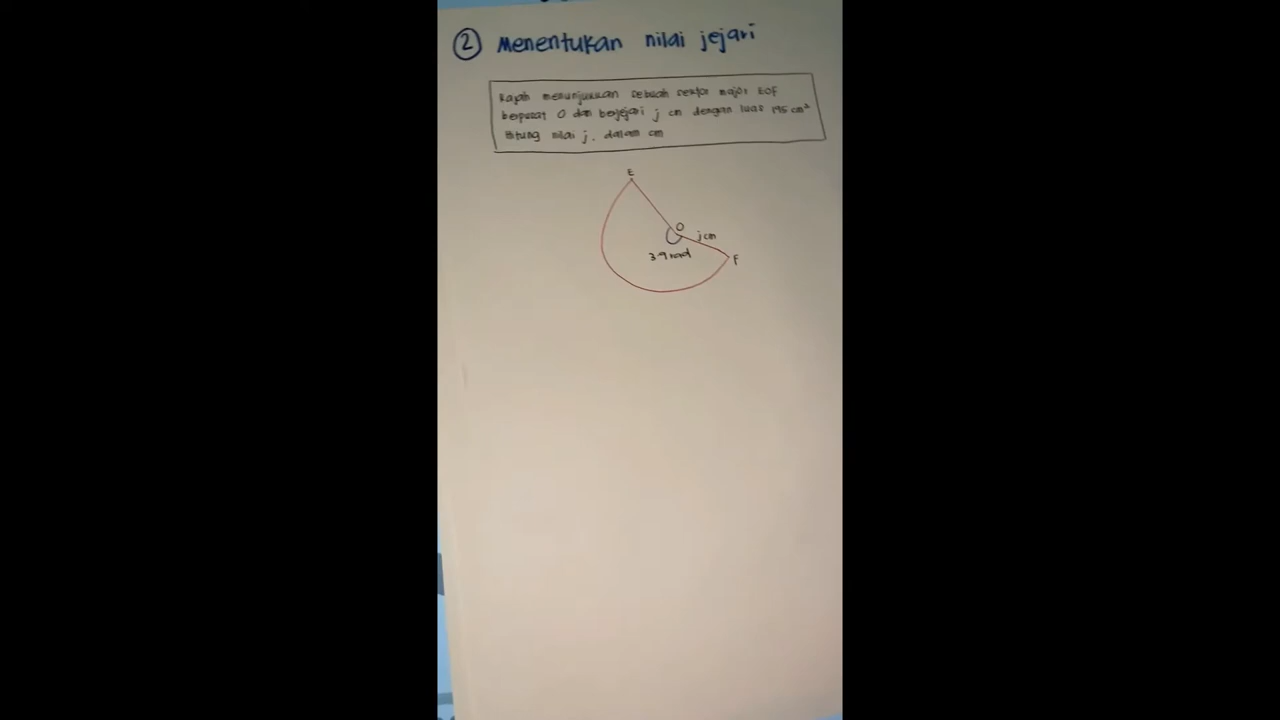 2 Menentukan nilai jejari
Rajah menunjukkan sebuah sektor major EOF
berpusat O dan berjejari j cm dengan luas 195 cm²
Hitung nilai j, dalam cm
E
O
j cm
3.9 rad
F